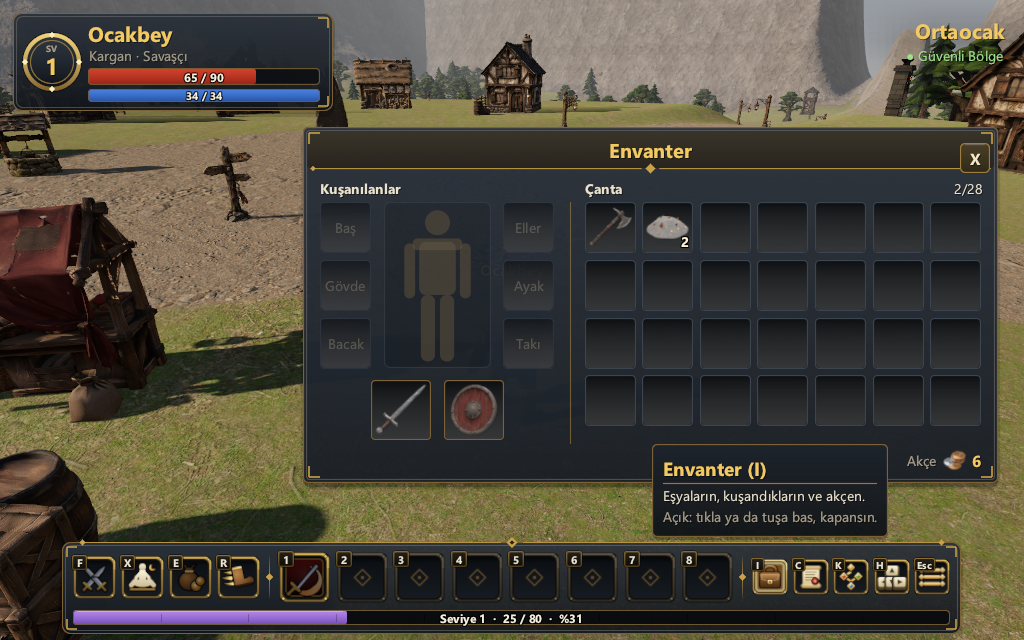 Ocakbey
SV
1
Kargan · Savaşçı
65 / 90
34 / 34
Ortaocak
Güvenli Bölge
Envanter
X
Kuşanılanlar
Çanta
2/28
Baş
Eller
2
Gövde
Ayak
Bacak
Takı
Akçe
6
Envanter (I)
Eşyaların, kuşandıkların ve akçen.
Açık: tıkla ya da tuşa bas, kapansın.
F X E R 1 2 3 4 5 6 7 8 I C K H Esc
Seviye 1 · 25 / 80 · %31